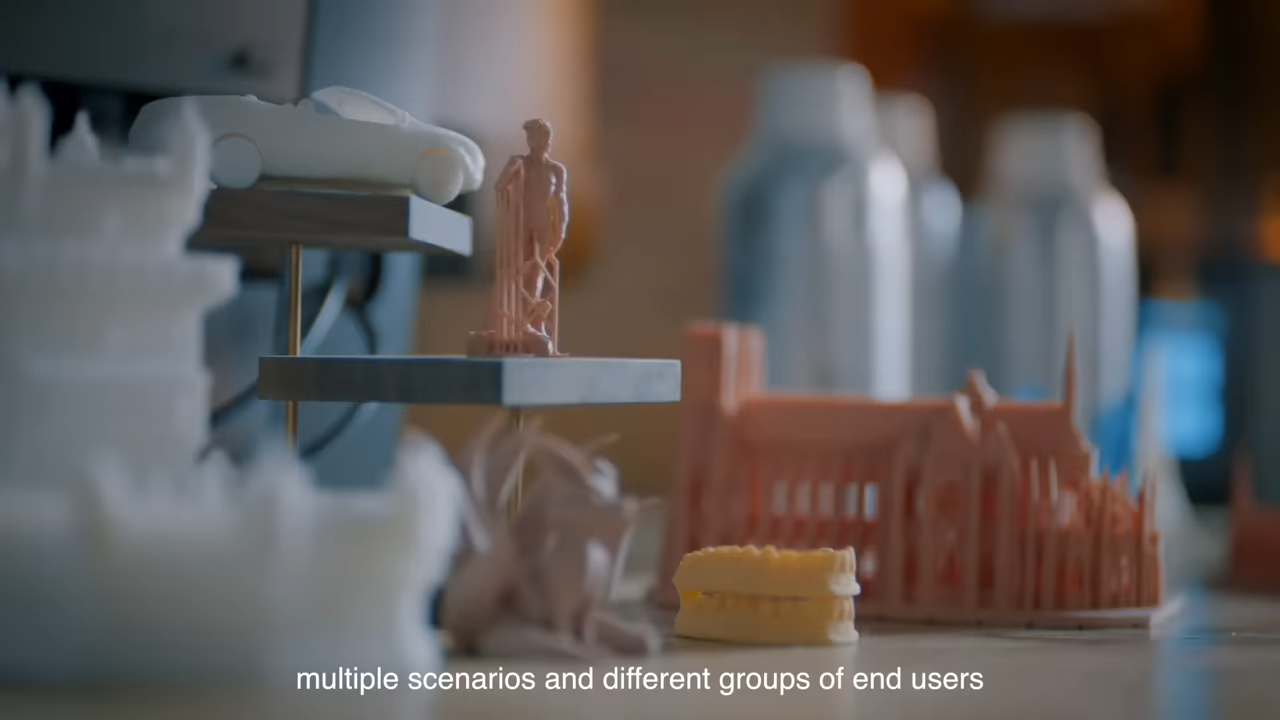 multiple scenarios and different groups of end users